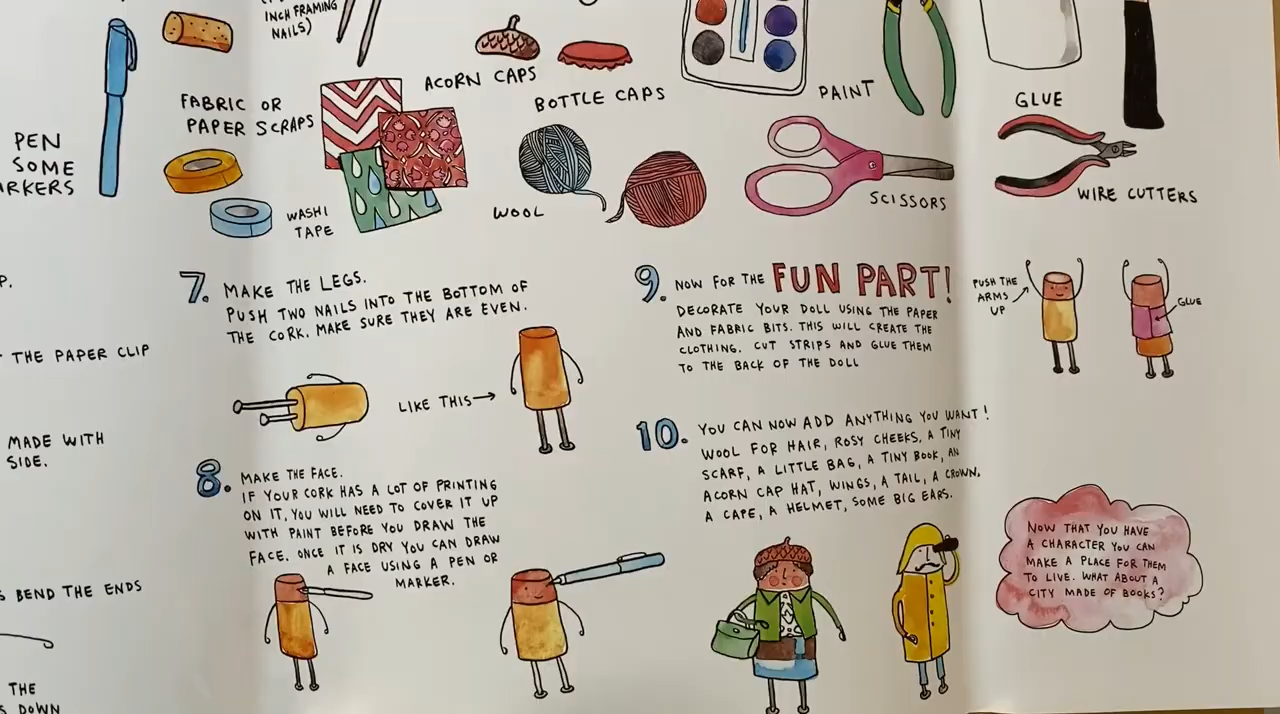 INCH FRAMING
NAILS)
ACORN CAPS
BOTTLE CAPS
PAINT
GLUE
FABRIC OR
PAPER SCRAPS
PEN
SOME
WASHI
TAPE
WOOL
SCISSORS
WIRE CUTTERS
THE PAPER CLIP
MADE WITH
SIDE.
BEND THE ENDS
THE
DOWN
7. MAKE THE LEGS.
PUSH TWO NAILS INTO THE BOTTOM OF
THE CORK. MAKE SURE THEY ARE EVEN.
LIKE THIS→
8. MAKE THE FACE.
IF YOUR CORK HAS A LOT OF PRINTING
ON IT, YOU WILL NEED TO COVER IT UP
WITH PAINT BEFORE YOU DRAW THE
FACE. ONCE IT IS DRY YOU CAN DRAW
A FACE USING A PEN OR
MARKER.
9. NOW FOR THE FUN PART!
DECORATE YOUR DOLL USING THE PAPER
AND FABRIC BITS. THIS WILL CREATE THE
CLOTHING. CUT STRIPS AND GLUE THEM
TO THE BACK OF THE DOLL
PUSH THE
ARMS
UP
GLUE
10. YOU CAN NOW ADD ANYTHING YOU WANT!
WOOL FOR HAIR, ROSY CHEEKS, A TINY
SCARF, A LITTLE BAG, A TINY BOOK, AN
ACORN CAP HAT, WINGS, A TAIL, A CROWN,
A CAPE, A HELMET, SOME BIG EARS.
NOW THAT YOU HAVE
A CHARACTER YOU CAN
MAKE A PLACE FOR THEM
TO LIVE. WHAT ABOUT A
CITY MADE OF BOOKS?